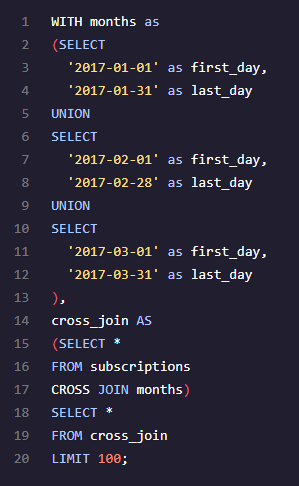 1 WITH months as
2 (SELECT
3 '2017-01-01' as first_day,
4 '2017-01-31' as last_day
5 UNION
6 SELECT
7 '2017-02-01' as first_day,
8 '2017-02-28' as last_day
9 UNION
10 SELECT
11 '2017-03-01' as first_day,
12 '2017-03-31' as last_day
13 ),
14 cross_join AS
15 (SELECT *
16 FROM subscriptions
17 CROSS JOIN months)
18 SELECT *
19 FROM cross_join
20 LIMIT 100;